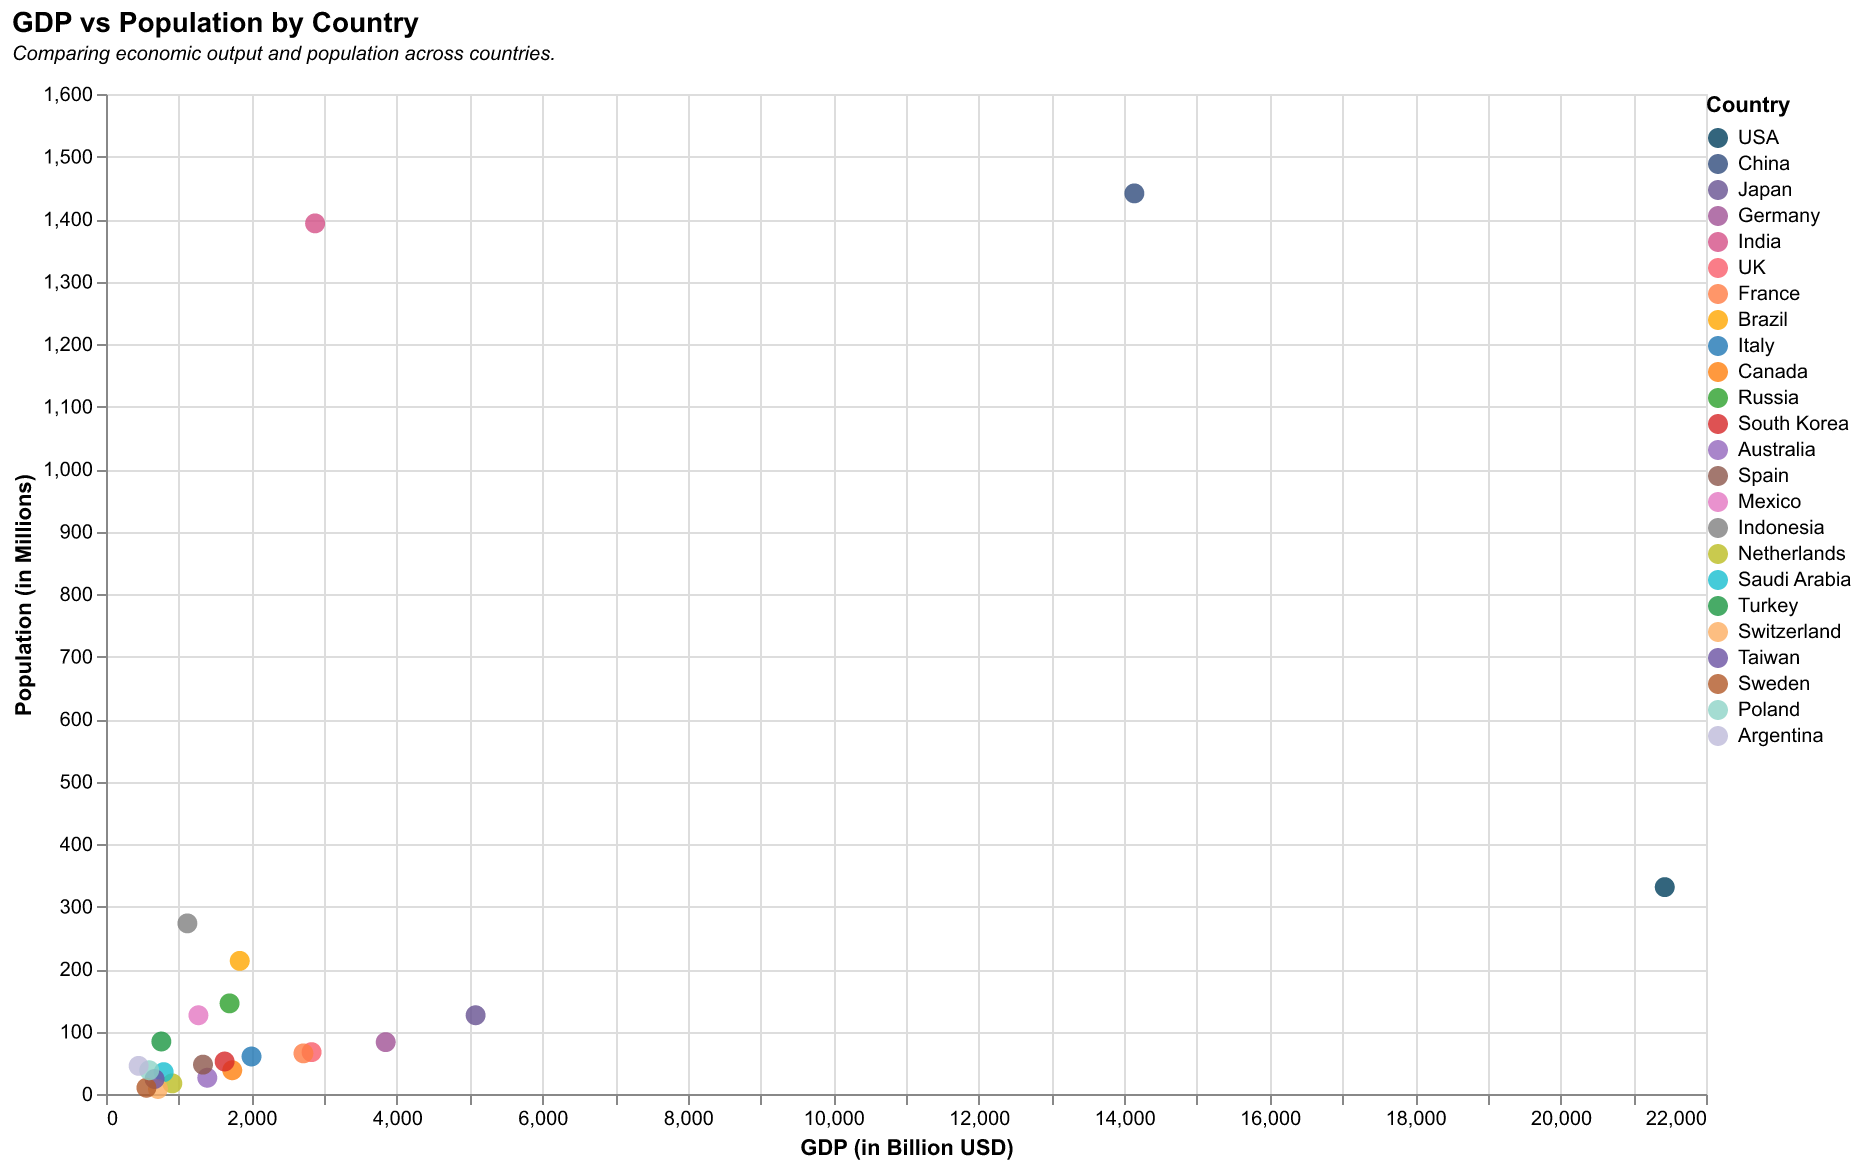 GDP vs Population by Country
Comparing economic output and population across countries.
1,600
1,500
1,400
1,300
1,200
1,100
1,000
900
800
700
600
500
400
300
200
100
0
Population (in Millions)
0 2,000 4,000 6,000 8,000 10,000 12,000 14,000 16,000 18,000 20,000 22,000
GDP (in Billion USD)
Country
USA
China
Japan
Germany
India
UK
France
Brazil
Italy
Canada
Russia
South Korea
Australia
Spain
Mexico
Indonesia
Netherlands
Saudi Arabia
Turkey
Switzerland
Taiwan
Sweden
Poland
Argentina